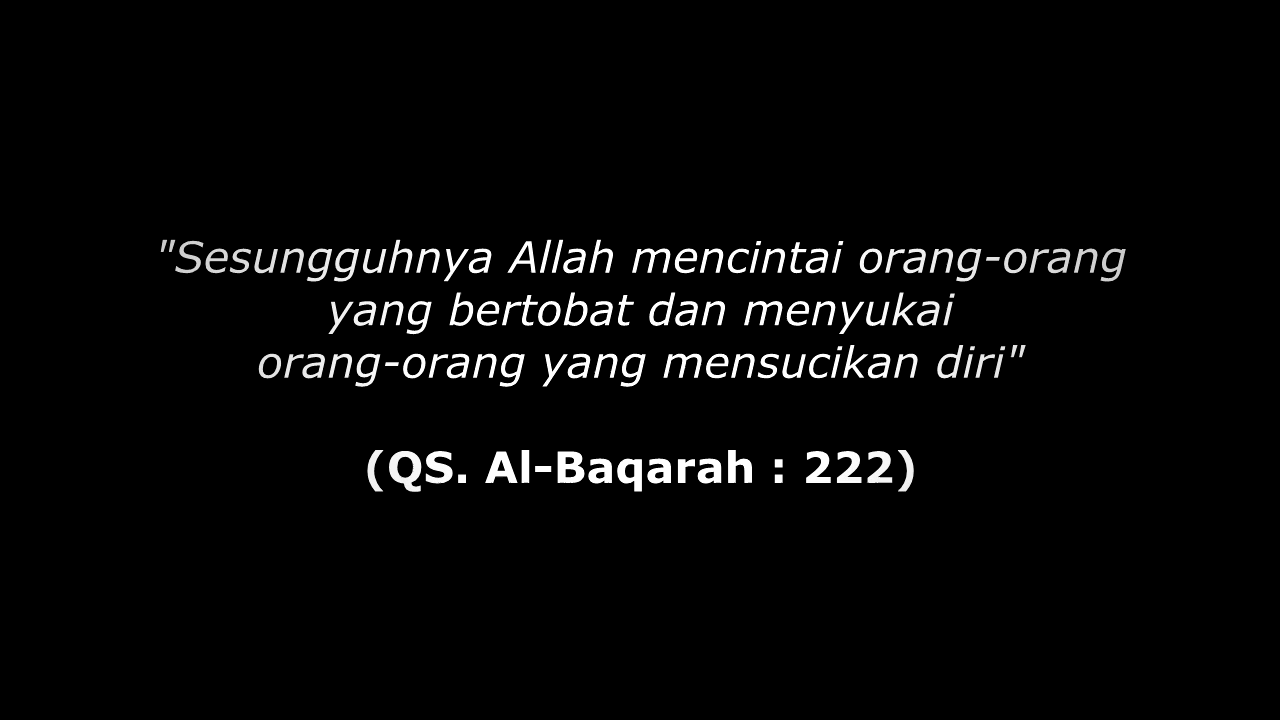 "Sesungguhnya Allah mencintai orang-orang
yang bertobat dan menyukai
orang-orang yang mensucikan diri"
(QS. Al-Baqarah : 222)